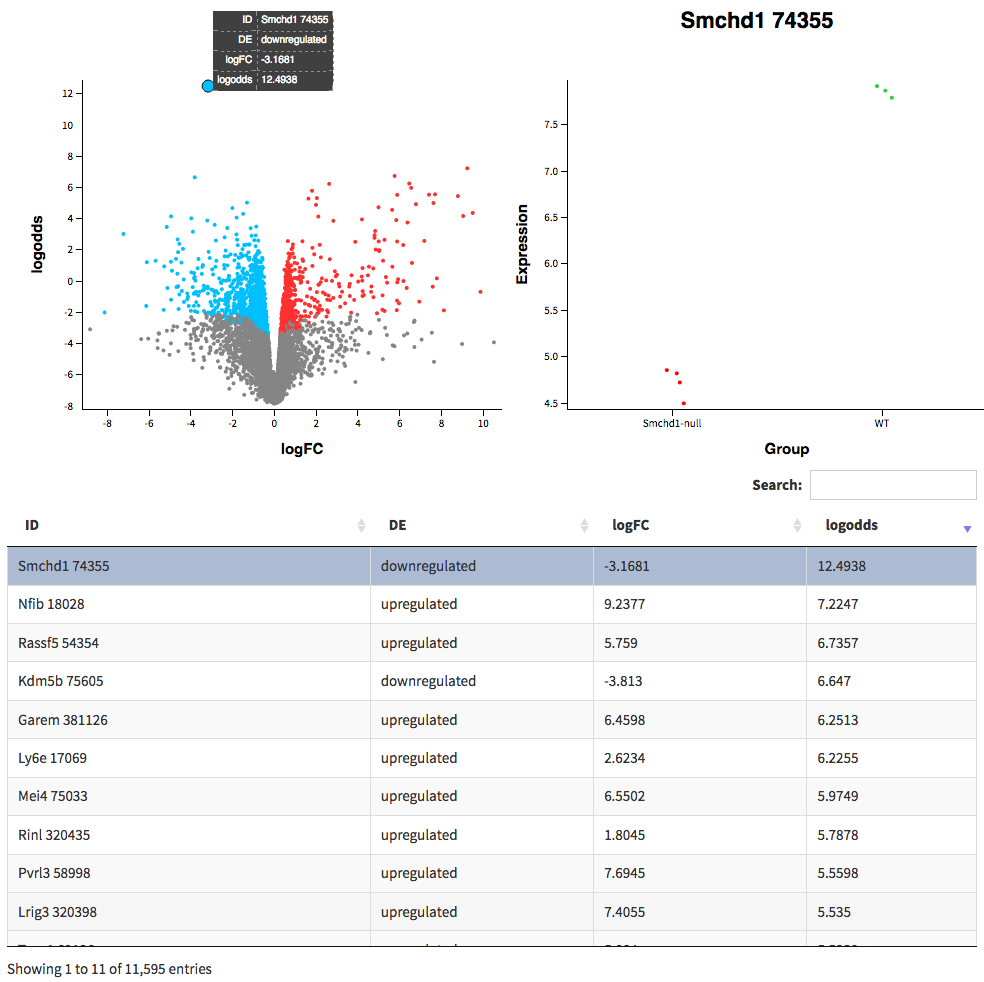 Smchd1 74355
ID Smchd1 74355
DE downregulated
logFC -3.1681
logodds 12.4938
12
10
8
6
4
2
0
-2
-4
-6
-8
logodds
-8 -6 -4 -2 0 2 4 6 8 10
logFC
7.5
7.0
6.5
6.0
5.5
5.0
4.5
Expression
Smchd1-null WT
Group
Search:
ID DE logFC logodds
Smchd1 74355 downregulated -3.1681 12.4938
Nfib 18028 upregulated 9.2377 7.2247
Rassf5 54354 upregulated 5.759 6.7357
Kdm5b 75605 downregulated -3.813 6.647
Garem 381126 upregulated 6.4598 6.2513
Ly6e 17069 upregulated 2.6234 6.2255
Mei4 75033 upregulated 6.5502 5.9749
Rinl 320435 upregulated 1.8045 5.7878
Pvrl3 58998 upregulated 7.6945 5.5598
Lrig3 320398 upregulated 7.4055 5.535
Showing 1 to 11 of 11,595 entries